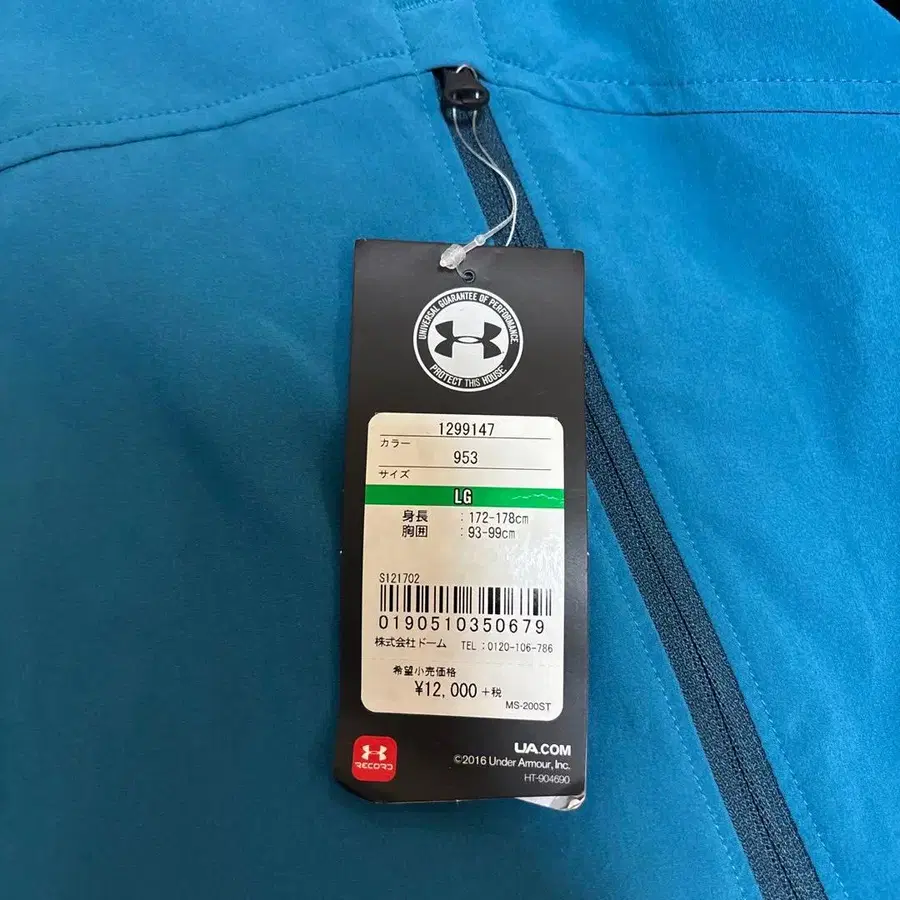 UNIVERSAL GUARANTEE OF PERFORMANCE.
PROTECT THIS HOUSE.
1299147
カラー
953
サイズ
LG
身長 : 172-178cm
胸囲 : 93-99cm
S121702
0190510350679
株式会社ドーム TEL : 0120-106-786
希望小売価格
¥12,000 +税
MS-200ST
RECORD
UA.COM
©2016 Under Armour, Inc.
HT-904690